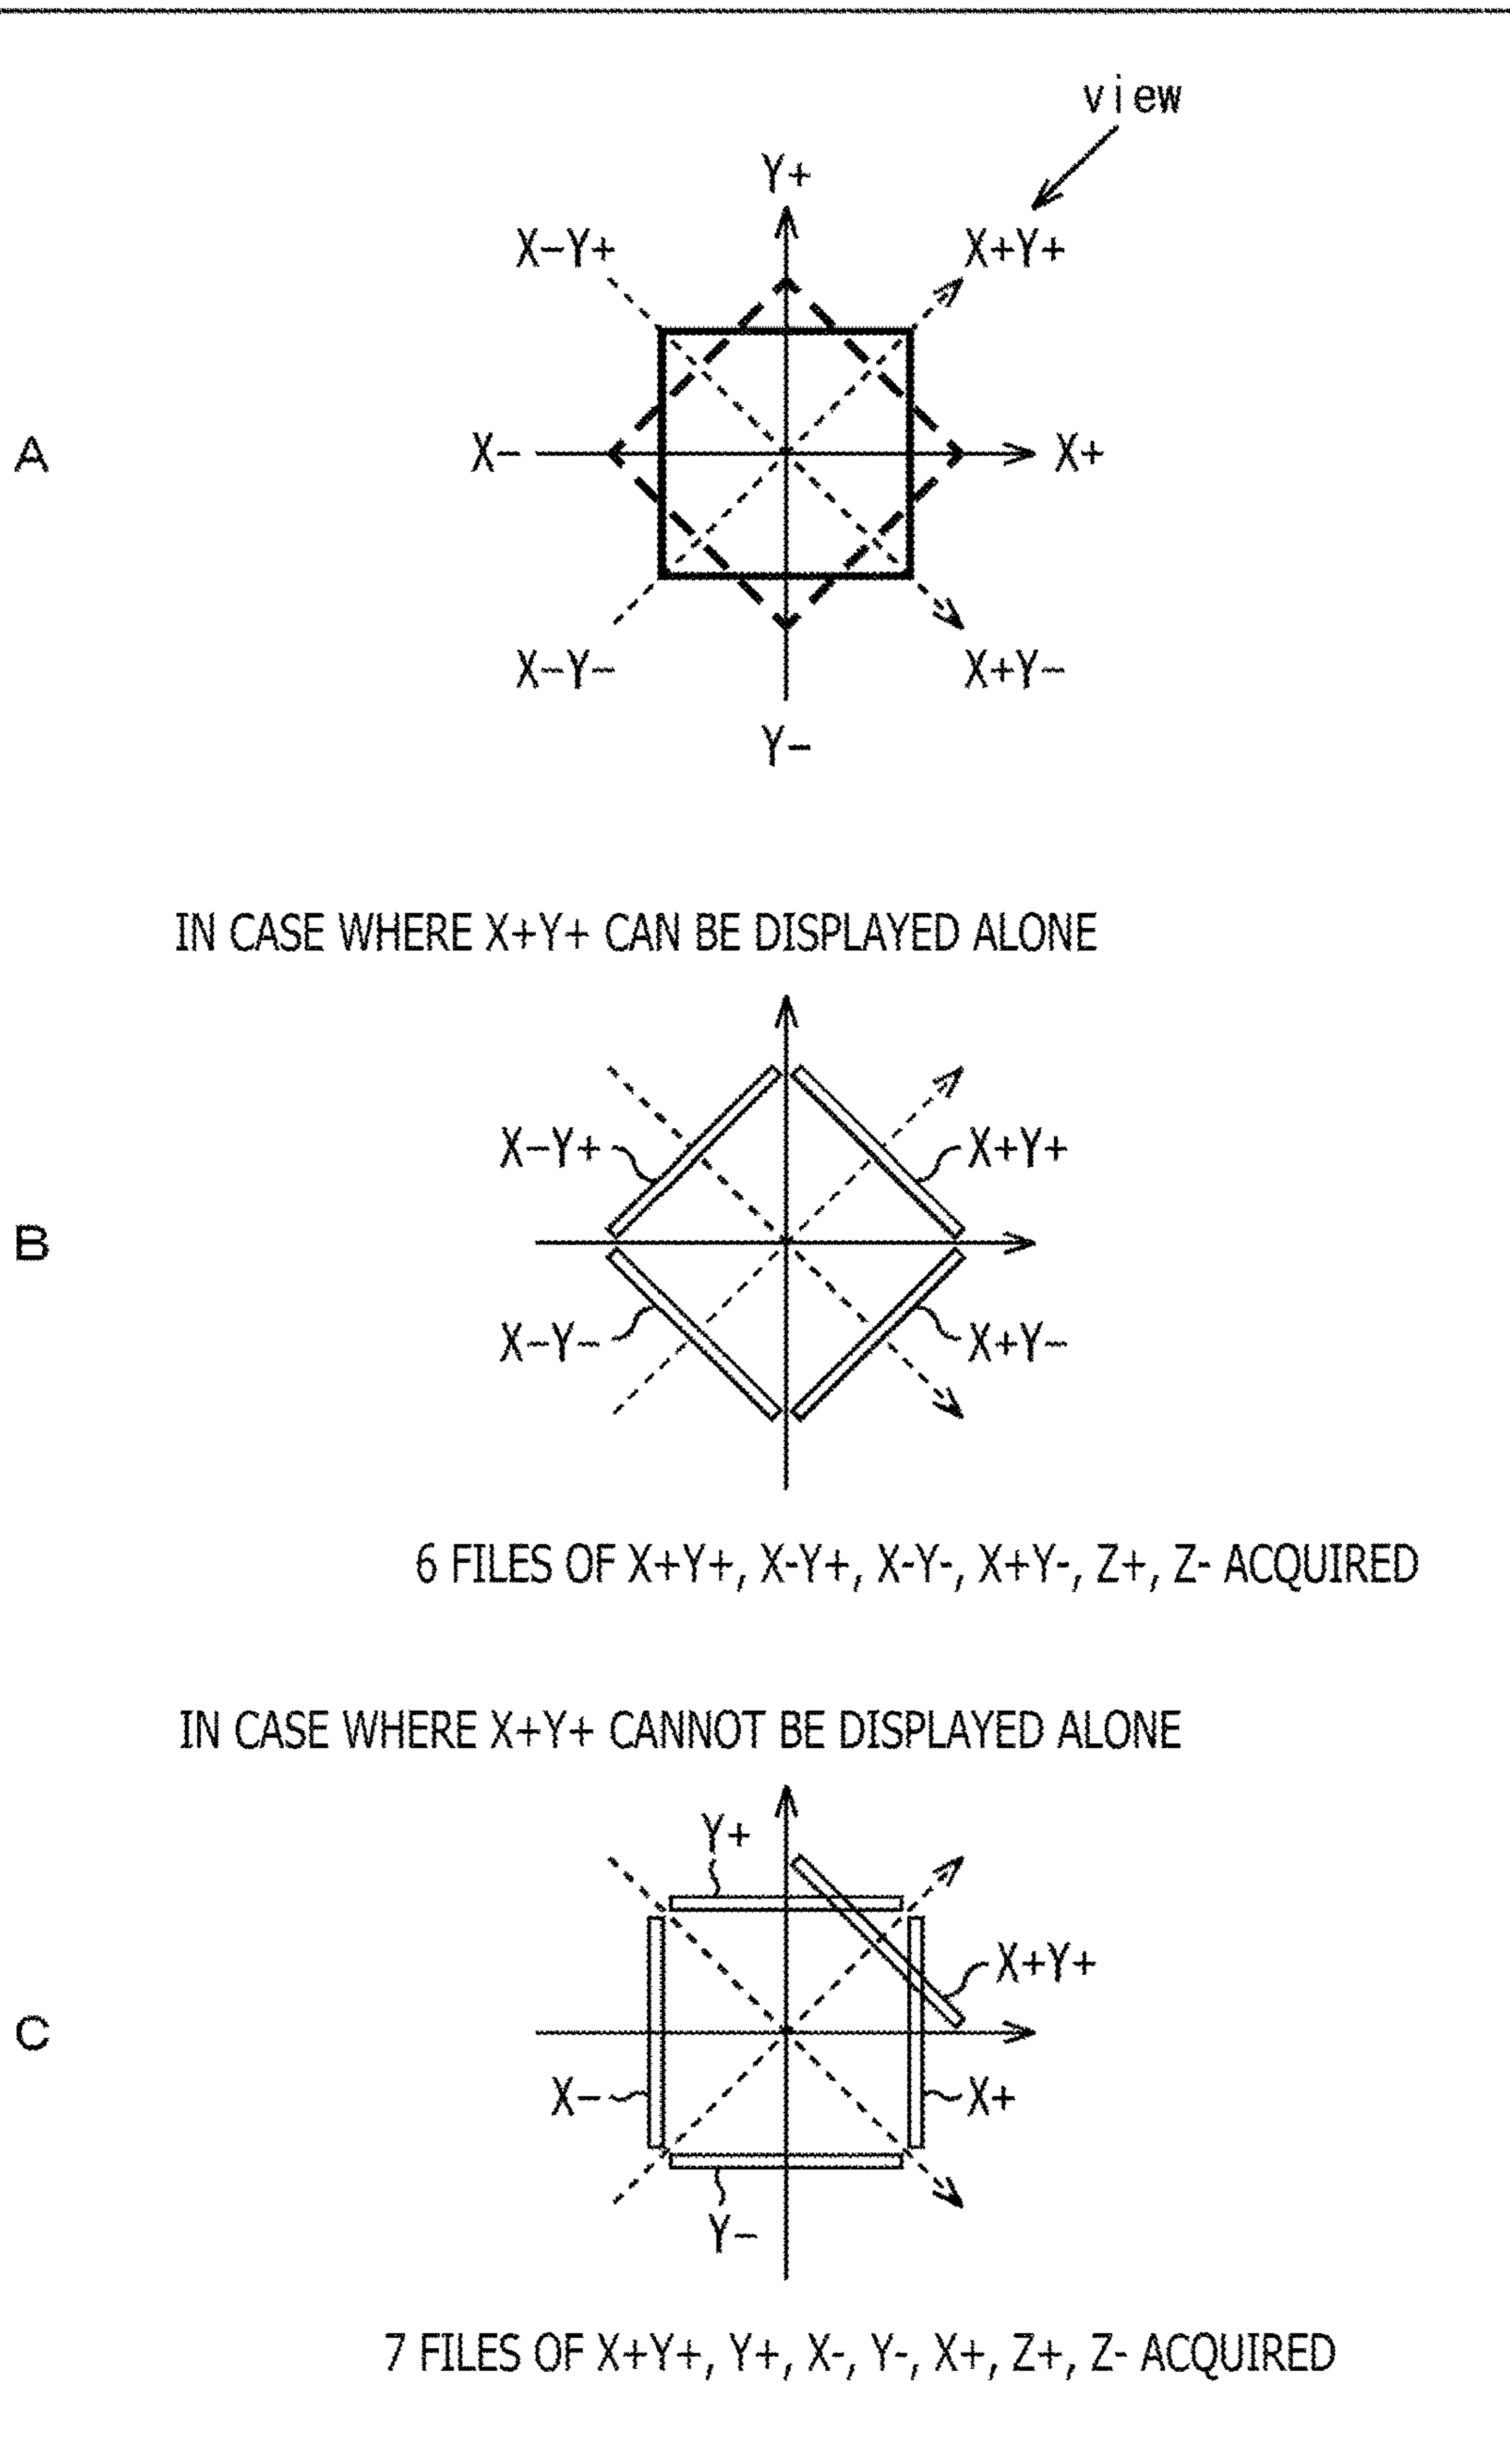 view
Y+
X-Y+
X+Y+
A
X-
X+
X-Y-
X+Y-
Y-
IN CASE WHERE X+Y+ CAN BE DISPLAYED ALONE
X-Y+
X+Y+
B
X-Y-
X+Y-
6 FILES OF X+Y+, X-Y+, X-Y-, X+Y-, Z+, Z- ACQUIRED
IN CASE WHERE X+Y+ CANNOT BE DISPLAYED ALONE
Y+
X+Y+
C
X-
X+
Y-
7 FILES OF X+Y+, Y+, X-, Y-, X+, Z+, Z- ACQUIRED